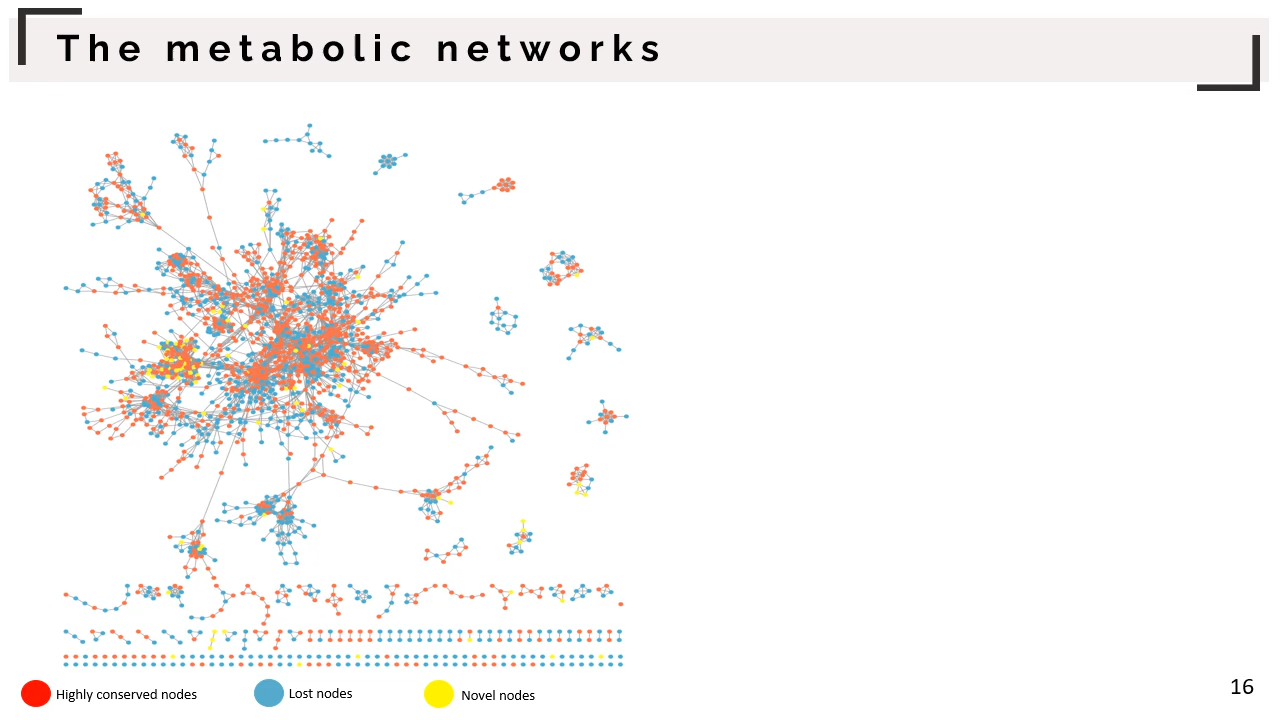 The metabolic networks
Highly conserved nodes
Lost nodes
Novel nodes
16